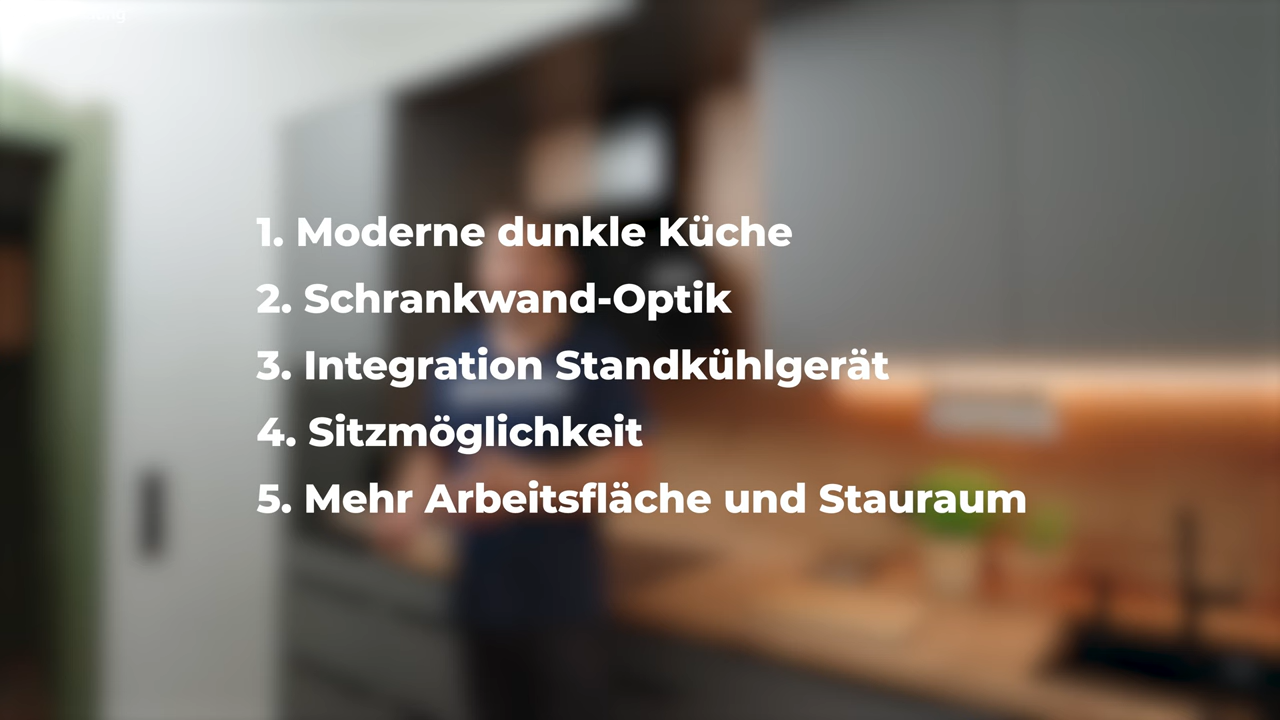 1. Moderne dunkle Küche
2. Schrankwand-Optik
3. Integration Standkühlgerät
4. Sitzmöglichkeit
5. Mehr Arbeitsfläche und Stauraum